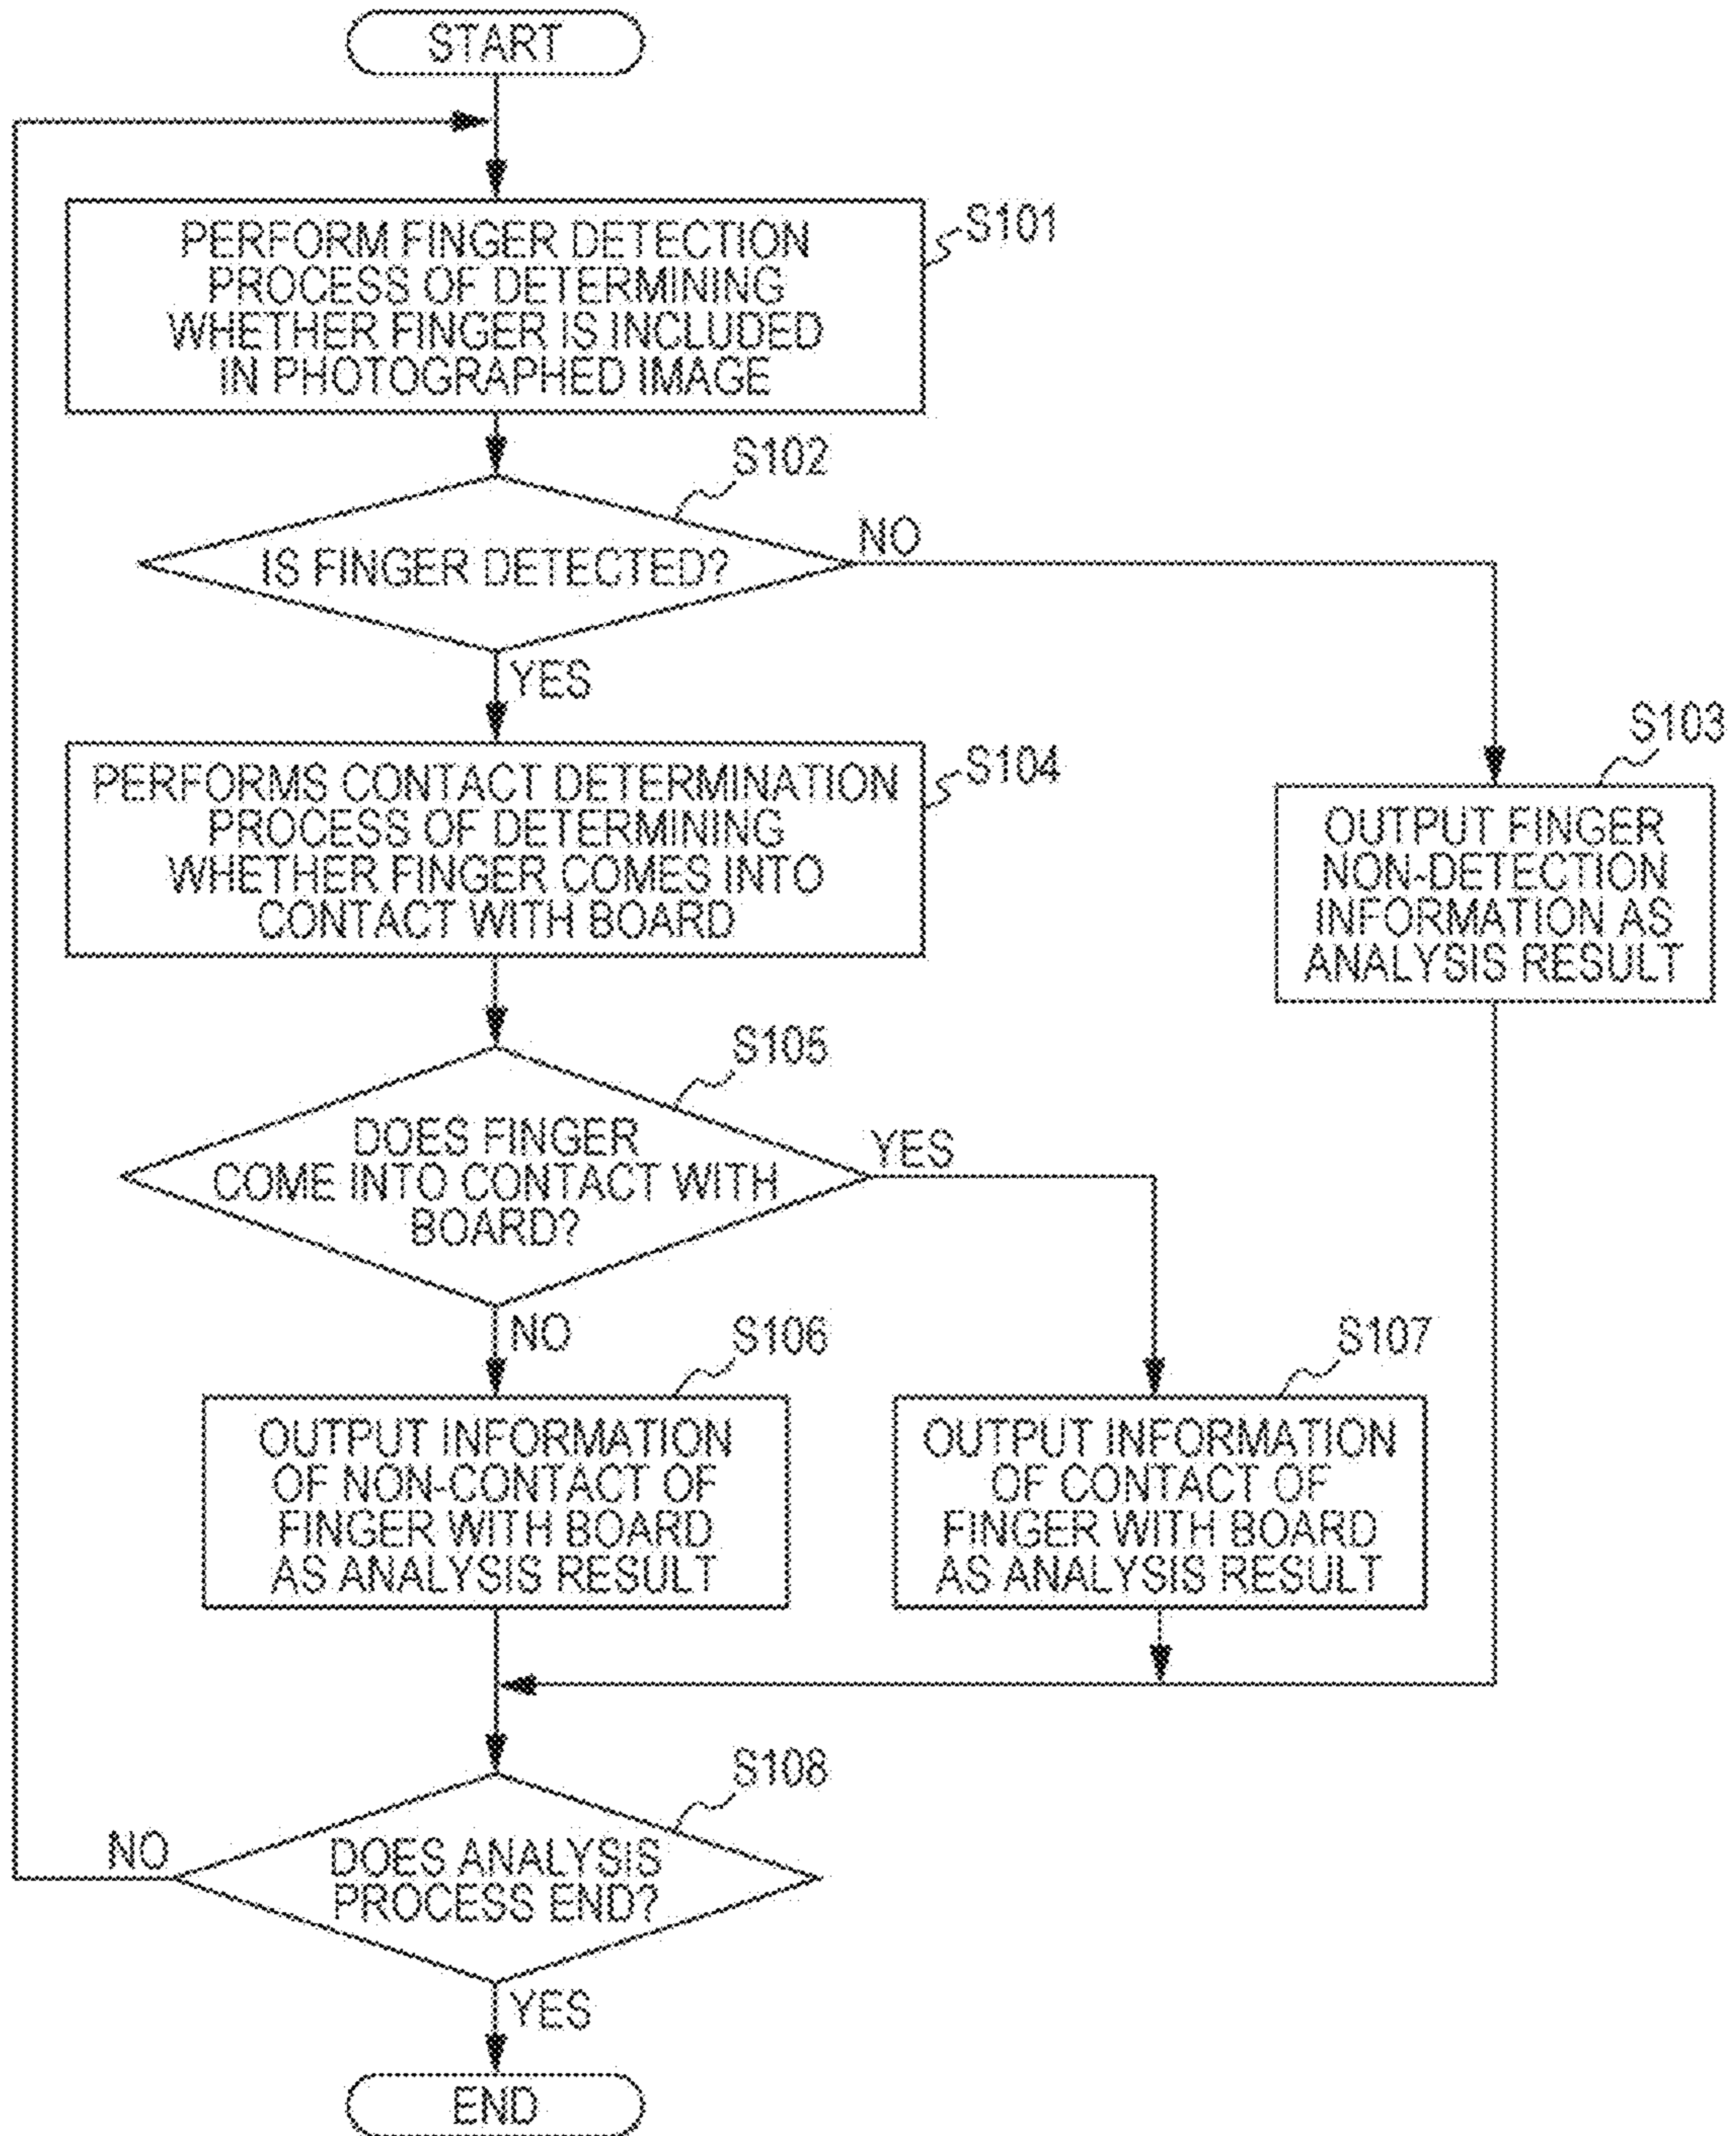 START
PERFORM FINGER DETECTION
PROCESS OF DETERMINING
WHETHER FINGER IS INCLUDED
IN PHOTOGRAPHED IMAGE
S101
S102
IS FINGER DETECTED?
NO
YES
PERFORMS CONTACT DETERMINATION
PROCESS OF DETERMINING
WHETHER FINGER COMES INTO
CONTACT WITH BOARD
S104
S103
OUTPUT FINGER
NON-DETECTION
INFORMATION AS
ANALYSIS RESULT
S105
DOES FINGER
COME INTO CONTACT WITH
BOARD?
YES
NO
S106
OUTPUT INFORMATION
OF NON-CONTACT OF
FINGER WITH BOARD
AS ANALYSIS RESULT
S107
OUTPUT INFORMATION
OF CONTACT OF
FINGER WITH BOARD
AS ANALYSIS RESULT
S108
DOES ANALYSIS
PROCESS END?
NO
YES
END